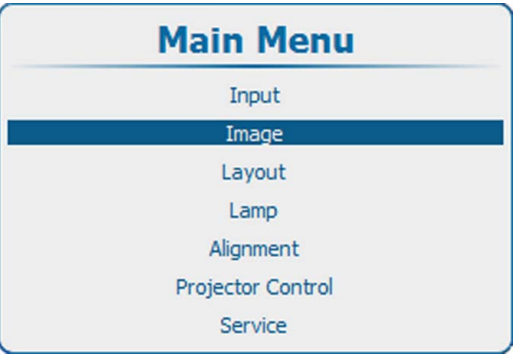 Main Menu
Input
Image
Layout
Lamp
Alignment
Projector Control
Service